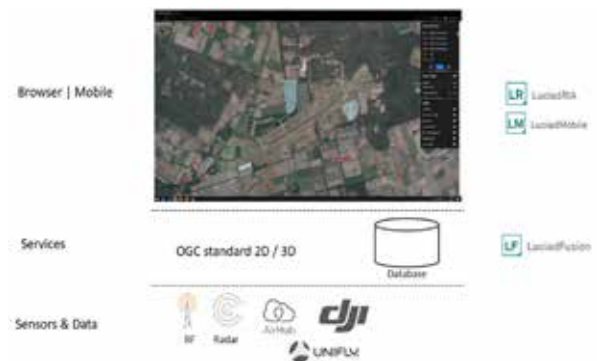 Browser | Mobile
LR LuciadRIA
LM LuciadMobile
Services
OGC standard 2D / 3D
Database
LF LuciadFusion
Sensors & Data
RF
Radar
AirHub
dji
UNIFLY